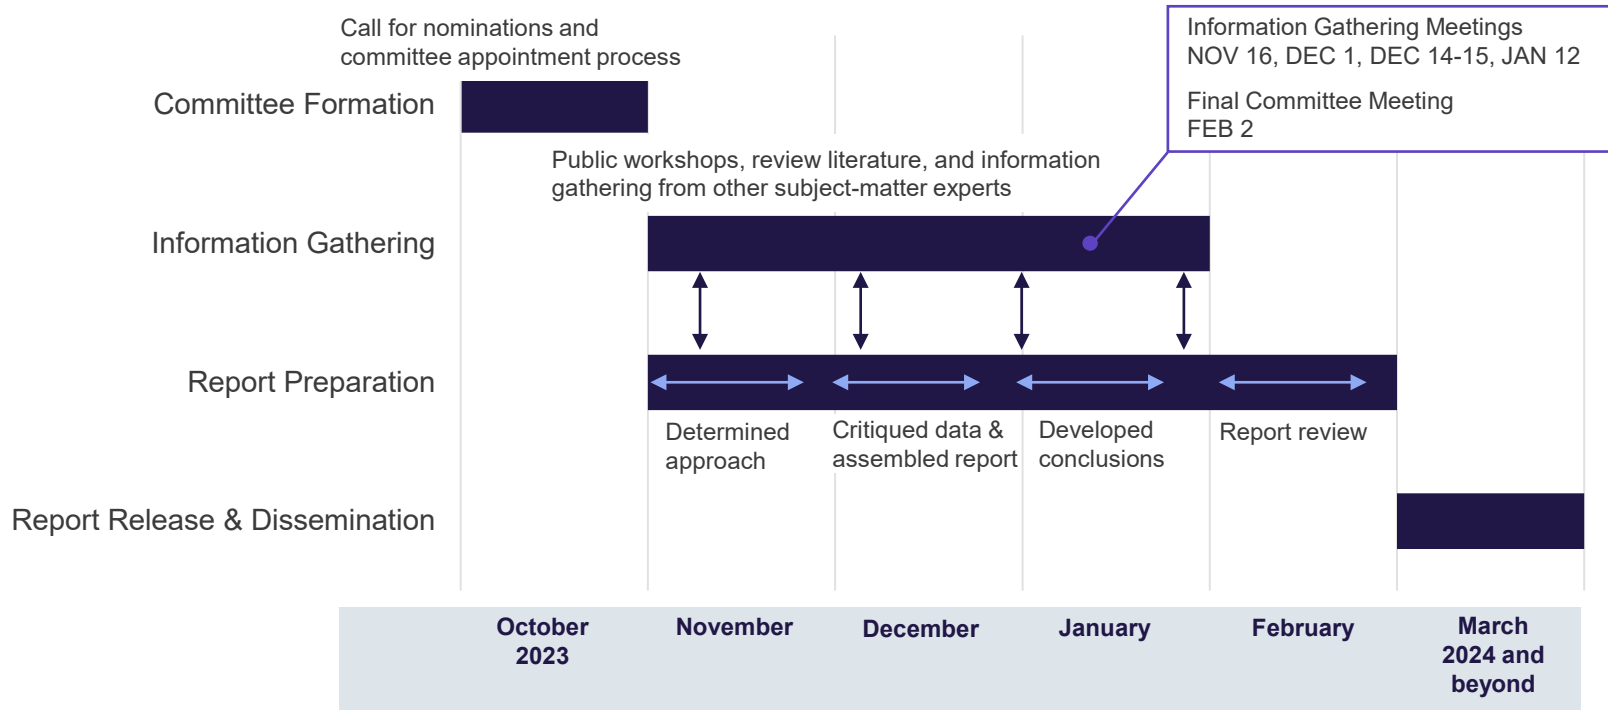 Call for nominations and
committee appointment process
Information Gathering Meetings
NOV 16, DEC 1, DEC 14-15, JAN 12
Final Committee Meeting
FEB 2
Committee Formation
Public workshops, review literature, and information
gathering from other subject-matter experts
Information Gathering
Report Preparation
Determined
approach
Critiqued data &
assembled report
Developed
conclusions
Report review
Report Release & Dissemination
October
2023
November
December
January
February
March
2024 and
beyond